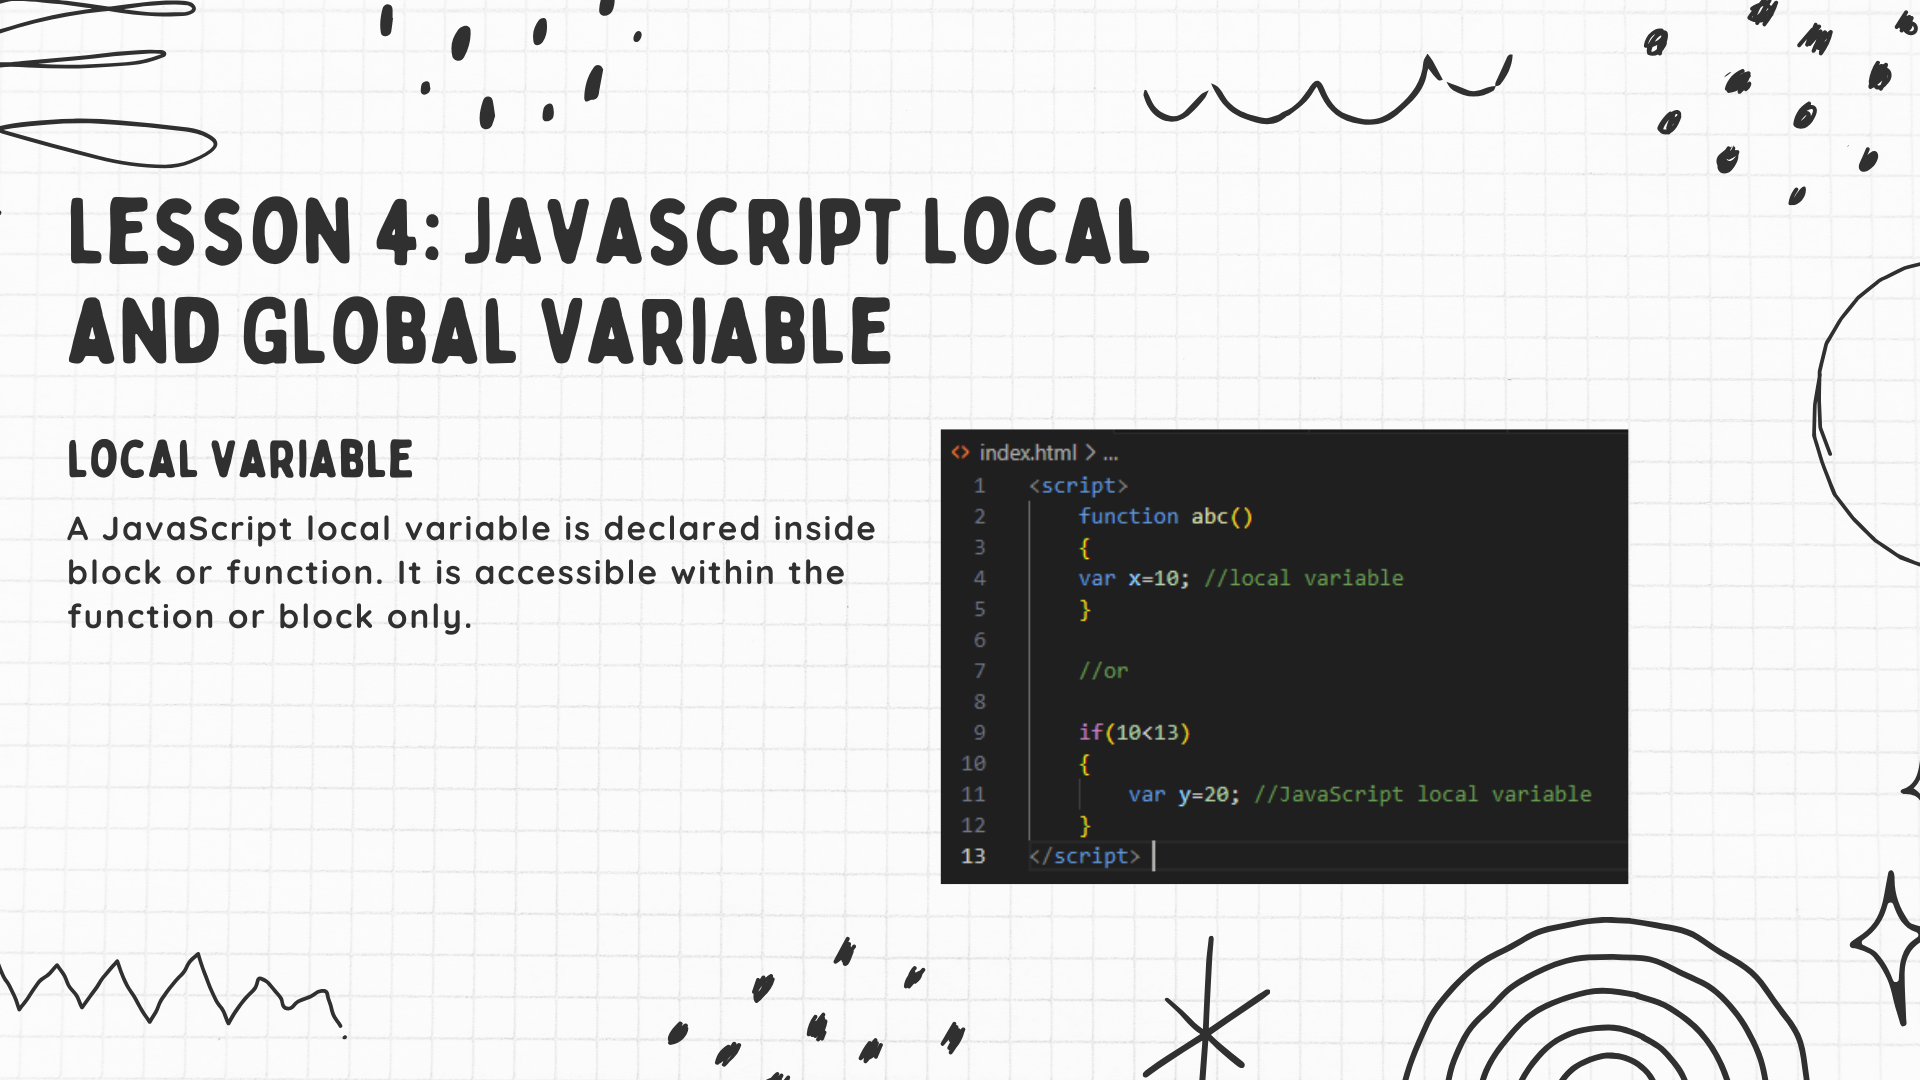 LESSON 4: JAVASCRIPT LOCAL
AND GLOBAL VARIABLE
LOCAL VARIABLE
A JavaScript local variable is declared inside
block or function. It is accessible within the
function or block only.
<> index.html > ...
1 <script>
2 function abc()
3 {
4 var x=10; //local variable
5 }
6
7 //or
8
9 if(10<13)
10 {
11 var y=20; //JavaScript local variable
12 }
13 </script>